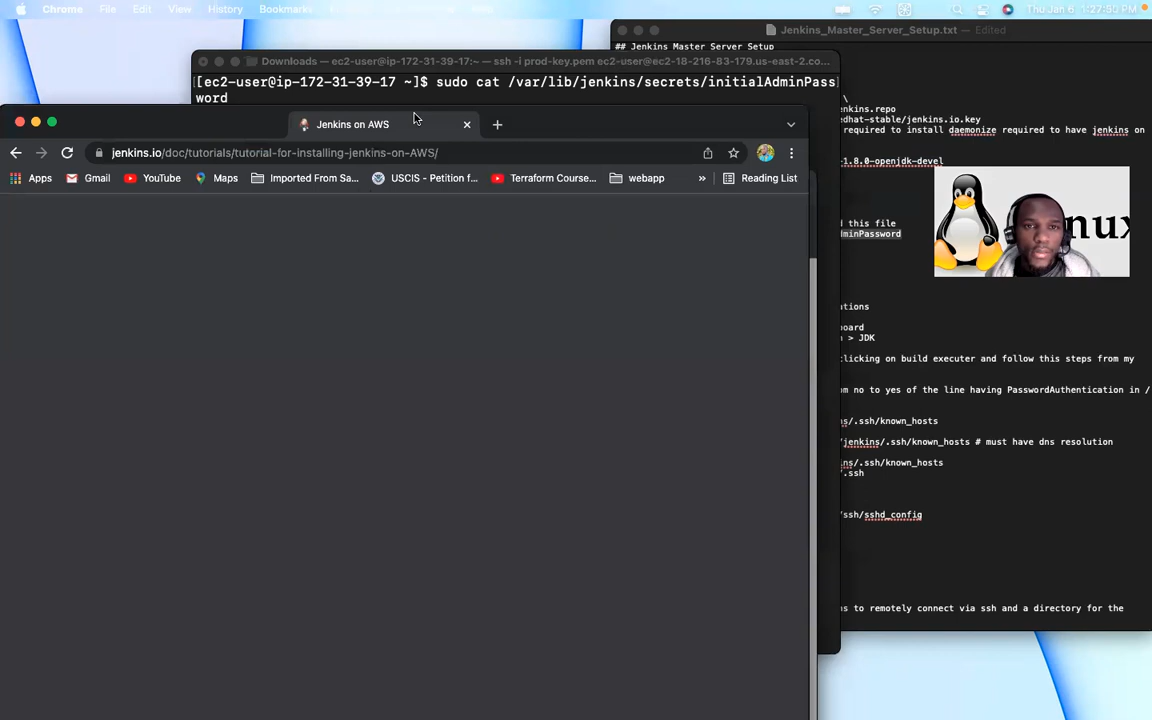 Chrome File Edit View History Bookmark Thu Jan 6 1:27:50 PM
Jenkins_Master_Server_Setup.txt — Edited
## Jenkins Master Server Setup
Downloads — ec2-user@ip-172-31-39-17:~ — ssh -i prod-key.pem ec2-user@ec2-18-216-83-179.us-east-2.co...
[ec2-user@ip-172-31-39-17 ~]$ sudo cat /var/lib/jenkins/secrets/initialAdminPass
word
\
enkins.repo
edhat-stable/jenkins.io.key
required to install daemonize required to have jenkins on
-1.8.0-openjdk-devel
d this file
dminPassword
ations
oard
n > JDK
clicking on build executer and follow this steps from my
om no to yes of the line having PasswordAuthentication in /
s/.ssh/known_hosts
/jenkins/.ssh/known_hosts # must have dns resolution
ins/.ssh/known_hosts
.ssh
/ssh/sshd_config
s to remotely connect via ssh and a directory for the
Jenkins on AWS
jenkins.io/doc/tutorials/tutorial-for-installing-jenkins-on-AWS/
Apps Gmail YouTube Maps Imported From Sa... USCIS - Petition f... Terraform Course... webapp » Reading List
nux